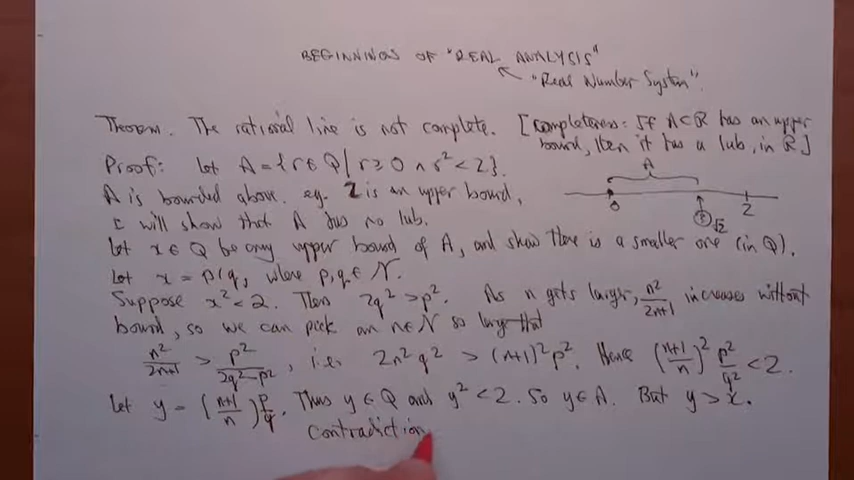 BEGINNINGS OF "REAL ANALYSIS"
"Real Number System".
Theorem. The rational line is not complete. [Completeness: If A⊂R has an upper bound, then it has a lub, in R]
Proof: Let A = {r ∈ Q | r ≥ 0 ∧ r² < 2}.
A is bounded above. eg. 2 is an upper bound.
A
0
√2
2
I will show that A has no lub.
Let x ∈ Q be any upper bound of A, and show there is a smaller one (in Q).
Let x = p/q, where p, q ∈ N.
Suppose x² < 2. Then 2q² > p². As n gets larger, n²/2n+1 increases without
bound, so we can pick an n ∈ N so large that
n²/2n+1 > p²/2q²-p², i.e. 2n²q² > (n+1)²p². Hence (n+1/n)² p²/q² < 2.
Let y = (n+1/n) p/q. Thus y ∈ Q and y² < 2. So y ∈ A. But y > x.
Contradiction